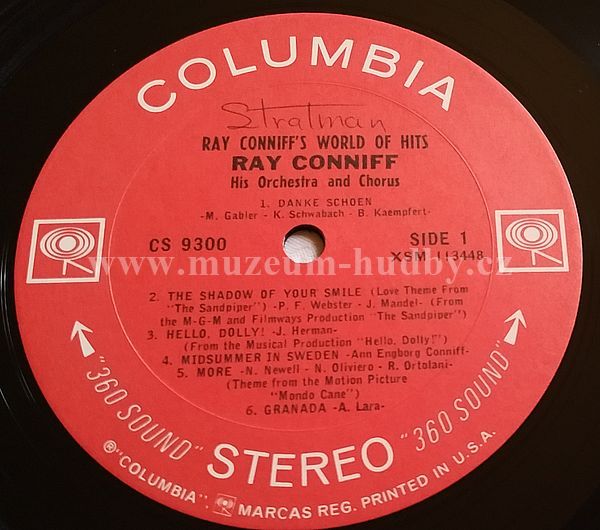 COLUMBIA
Stratman
RAY CONNIFF'S WORLD OF HITS
RAY CONNIFF
His Orchestra and Chorus
1. DANKE SCHOEN
-M. Gabler - K. Schwabach - B. Kaempfert-
CS 9300
SIDE 1
XSM 113448
www.muzeum-hudby.cz
2. THE SHADOW OF YOUR SMILE (Love Theme From
"The Sandpiper") -P. F. Webster - J. Mandel- (From
the M-G-M and Filmways Production "The Sandpiper")
3. HELLO, DOLLY! -J. Herman-
(From the Musical Production "Hello, Dolly!")
4. MIDSUMMER IN SWEDEN -Ann Engborg Conniff-
5. MORE -N. Newell - N. Oliviero - R. Ortolani-
(Theme from the Motion Picture
"Mondo Cane")
6. GRANADA -A. Lara-
"360 SOUND" STEREO "360 SOUND"
® "COLUMBIA", MARCAS REG. PRINTED IN U.S.A.